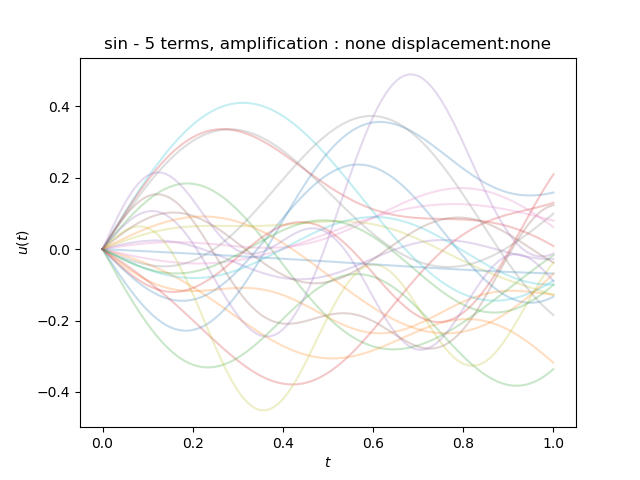 sin - 5 terms, amplification : none displacement:none
u(t)
0.4
0.2
0.0
−0.2
−0.4
0.0 0.2 0.4 0.6 0.8 1.0
t